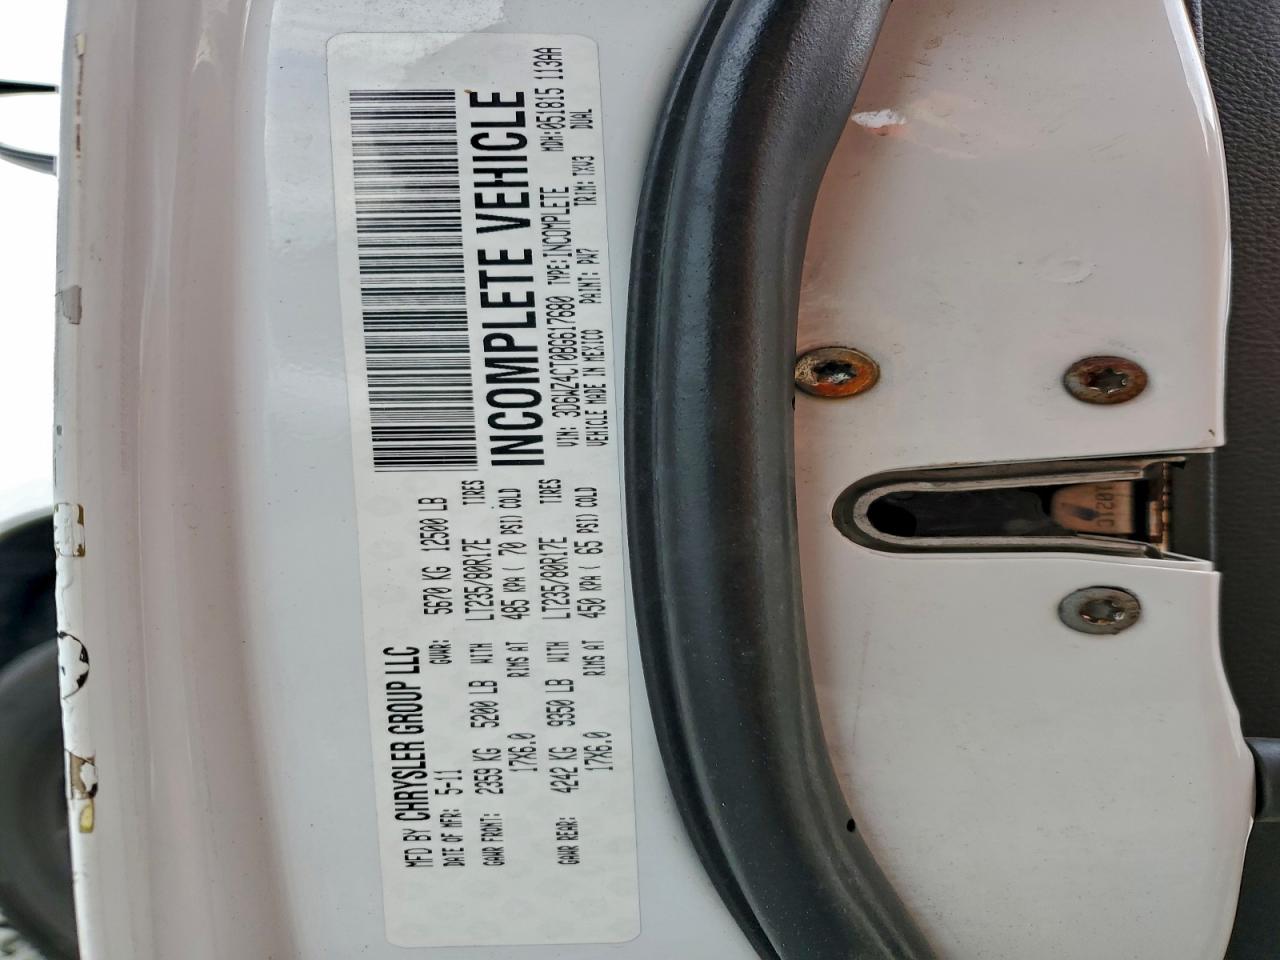 MFD BY CHRYSLER GROUP LLC
DATE OF MFR: 5-11 GVWR: 5670 KG 12500 LB
GAWR FRONT: 2359 KG 5200 LB WITH LT235/80R17E TIRES
17X6.0 RIMS AT 485 KPA( 70 PSI) COLD
GAWR REAR: 4242 KG 9350 LB WITH LT235/80R17E TIRES
17X6.0 RIMS AT 450 KPA( 65 PSI) COLD
INCOMPLETE VEHICLE
MDH:051815 113AA
VIN: 3D6WZ4CT0BG617680 TYPE:INCOMPLETE DUAL
VEHICLE MADE IN MEXICO PAINT: PW7 TRIM: TXV3
1021C